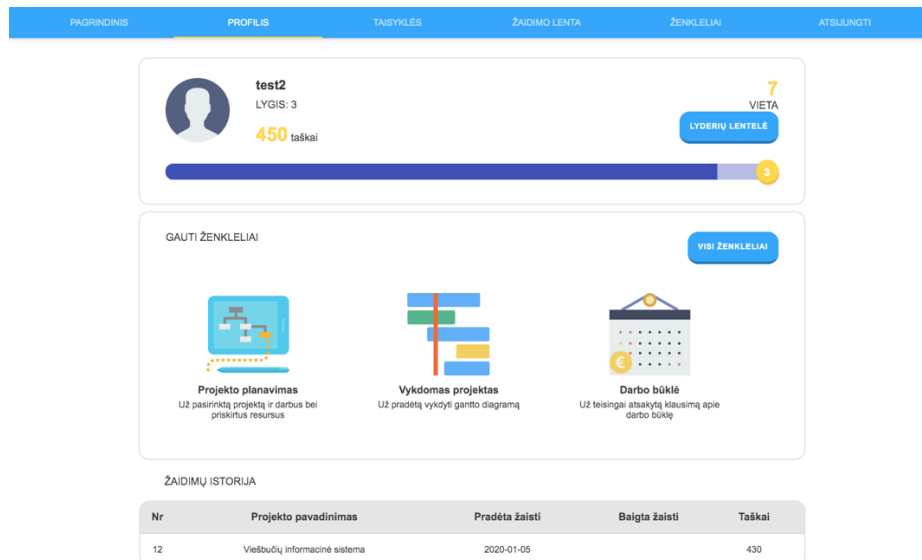 PAGRINDINIS PROFILIS TAISYKLĖS ŽAIDIMO LENTA ŽENKLELIAI ATSIJUNGTI
test2
LYGIS: 3
450 taškai
7
VIETA
LYDERIŲ LENTELĖ
3
GAUTI ŽENKLELIAI
VISI ŽENKLELIAI
Projekto planavimas
Už pasirinktą projektą ir darbus bei
priskirtus resursus
Vykdomas projektas
Už pradėtą vykdyti gantto diagramą
€
Darbo būklė
Už teisingai atsakytą klausimą apie
darbo būklę
ŽAIDIMŲ ISTORIJA
Nr Projekto pavadinimas Pradėta žaisti Baigta žaisti Taškai
12 Viešbučių informacinė sistema 2020-01-05 430